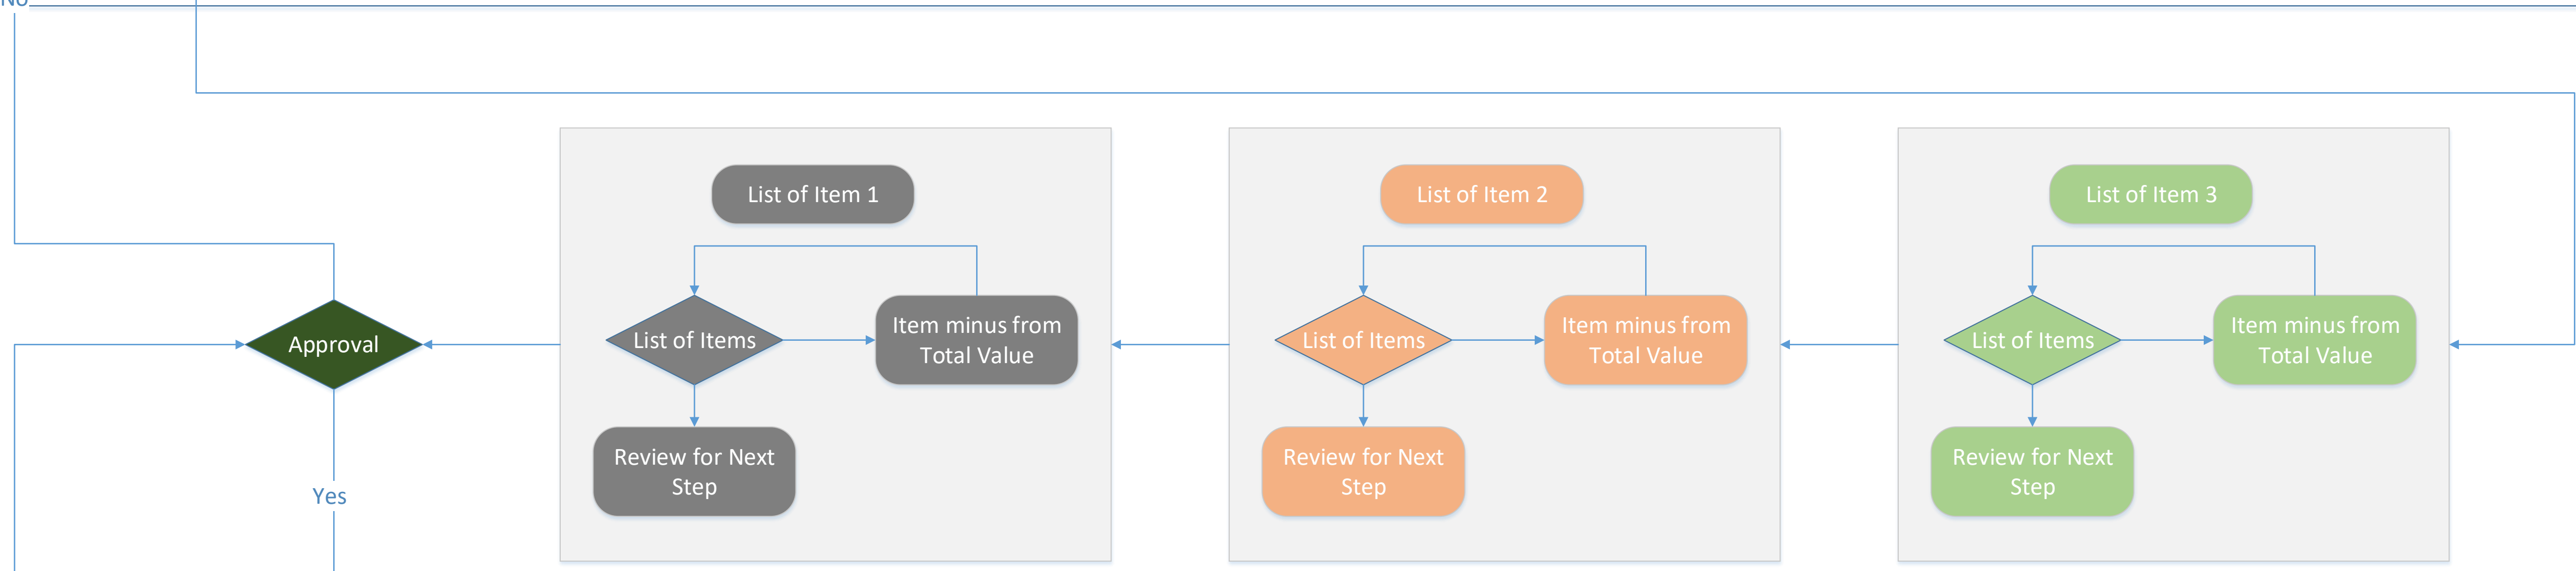 No
List of Item 1
List of Item 2
List of Item 3
Approval
List of Items
Item minus from
Total Value
List of Items
Item minus from
Total Value
List of Items
Item minus from
Total Value
Review for Next
Step
Review for Next
Step
Review for Next
Step
Yes